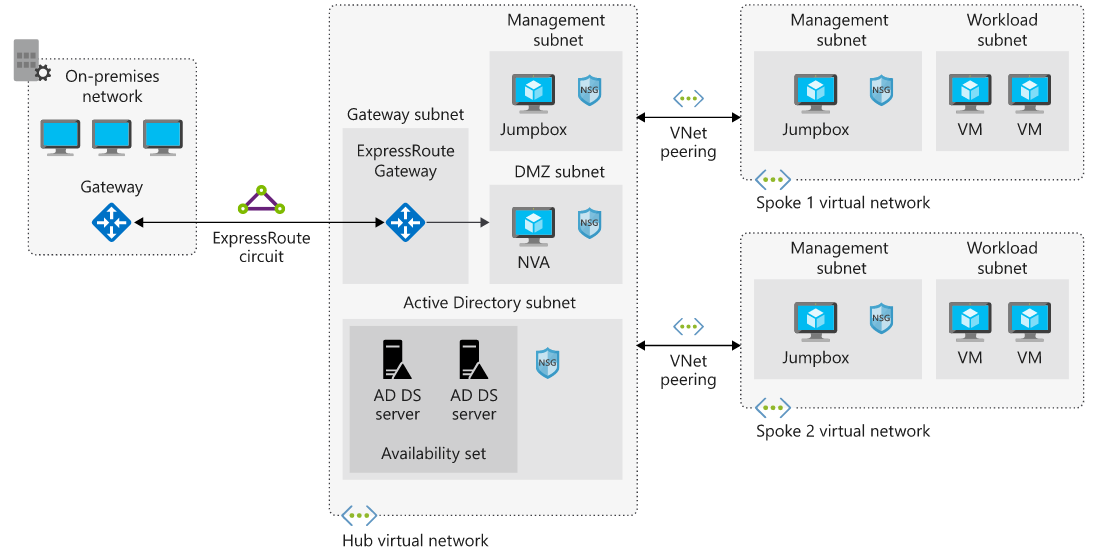 On-premises
network
Gateway
ExpressRoute
circuit
Gateway subnet
ExpressRoute
Gateway
Management
subnet
NSG
Jumpbox
DMZ subnet
NSG
NVA
Active Directory subnet
NSG
AD DS
server
AD DS
server
Availability set
Hub virtual network
VNet
peering
VNet
peering
Management
subnet
NSG
Jumpbox
Workload
subnet
VM
VM
Spoke 1 virtual network
Management
subnet
NSG
Jumpbox
Workload
subnet
VM
VM
Spoke 2 virtual network